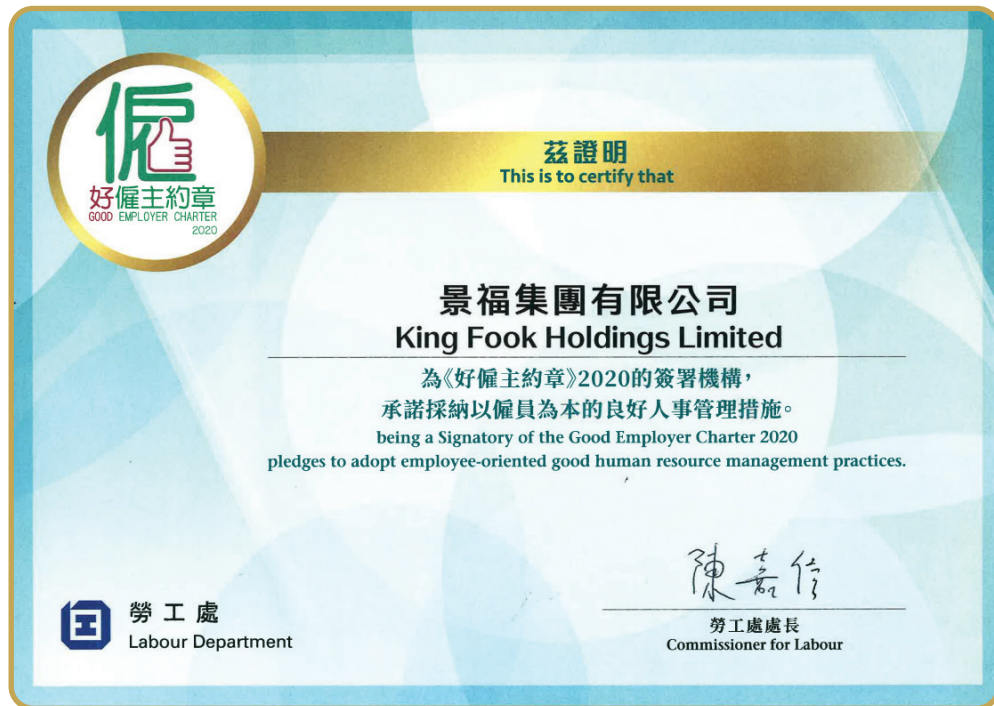 僱
好僱主約章
GOOD EMPLOYER CHARTER
2020
茲證明
This is to certify that
景福集團有限公司
King Fook Holdings Limited
為《好僱主約章》2020的簽署機構，
承諾採納以僱員為本的良好人事管理措施。
being a Signatory of the Good Employer Charter 2020
pledges to adopt employee-oriented good human resource management practices.
陳嘉信
勞工處
Labour Department
勞工處處長
Commissioner for Labour